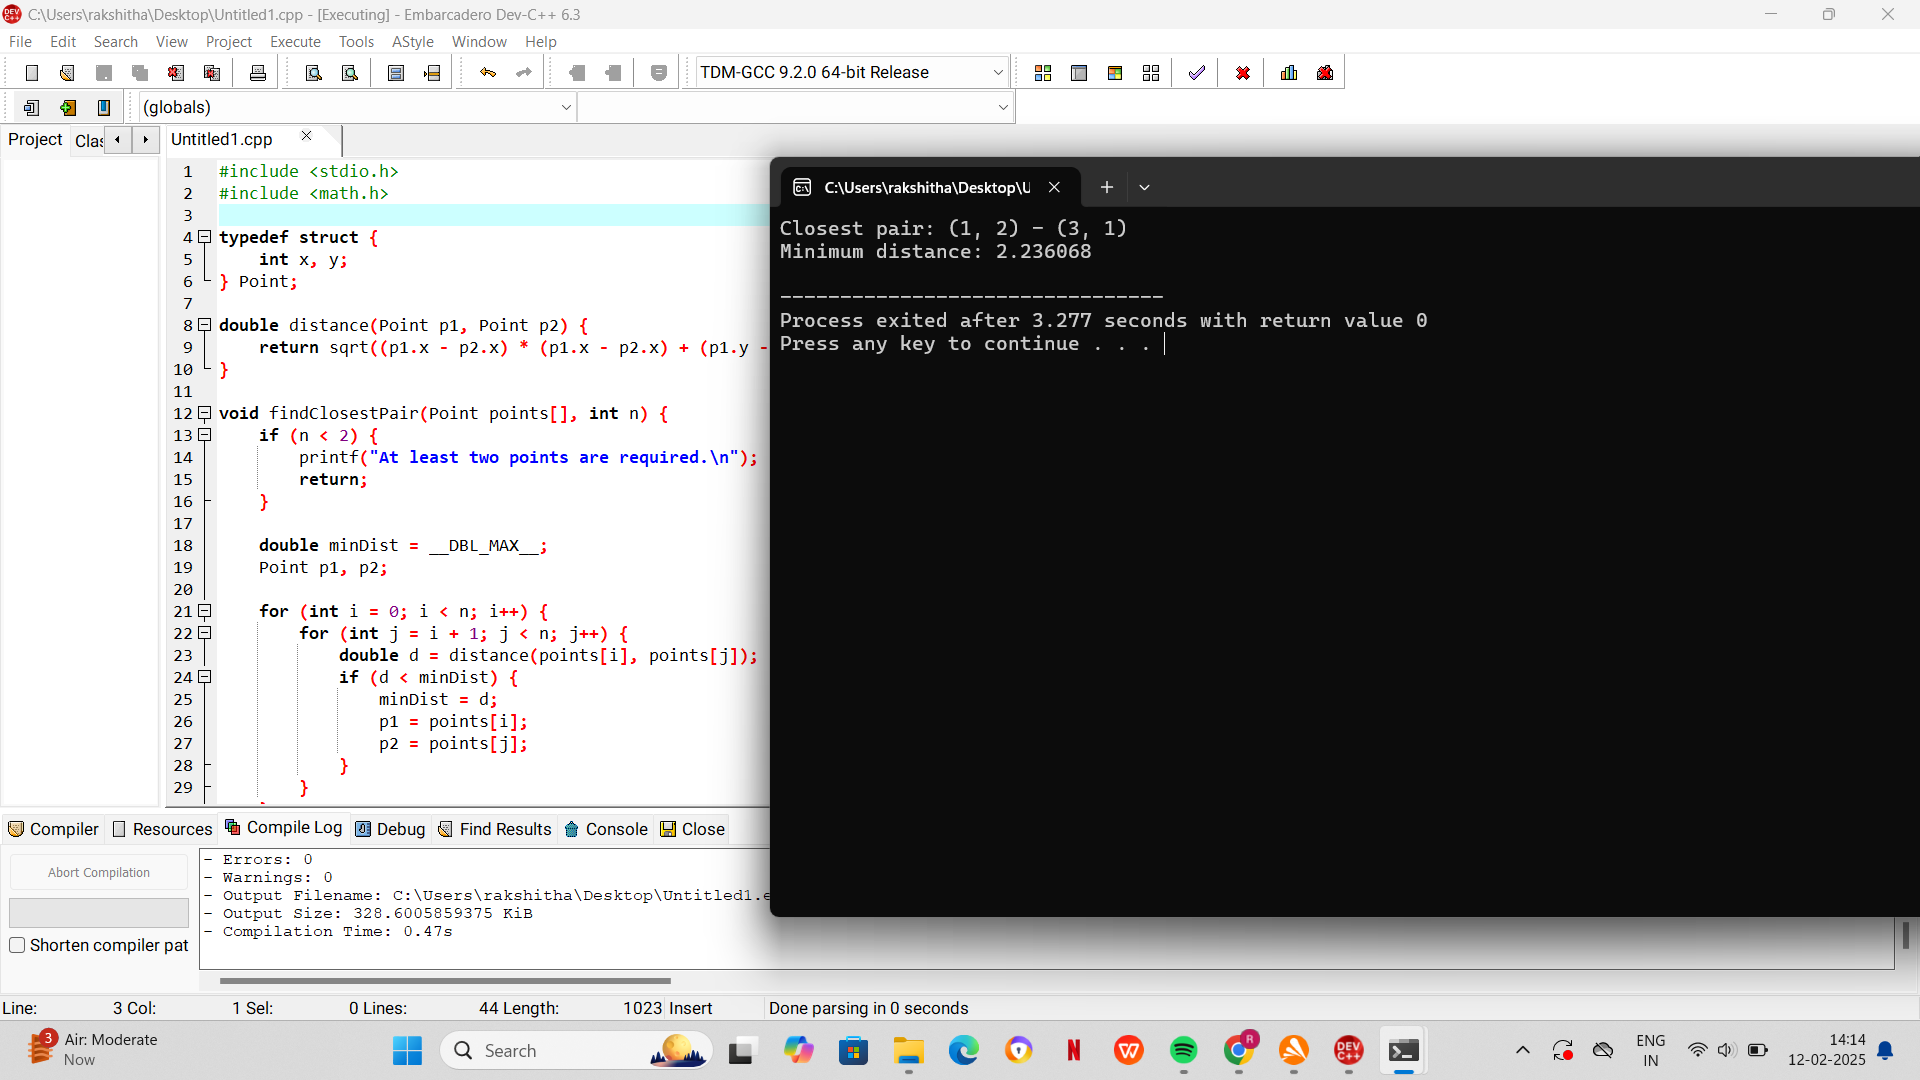 C:\Users\rakshitha\Desktop\Untitled1.cpp - [Executing] - Embarcadero Dev-C++ 6.3
File Edit Search View Project Execute Tools AStyle Window Help
TDM-GCC 9.2.0 64-bit Release
(globals)
Project Clas
Untitled1.cpp
1 #include <stdio.h>
2 #include <math.h>
3
4 typedef struct {
5 int x, y;
6 } Point;
7
8 double distance(Point p1, Point p2) {
9 return sqrt((p1.x - p2.x) * (p1.x - p2.x) + (p1.y -
10 }
11
12 void findClosestPair(Point points[], int n) {
13 if (n < 2) {
14 printf("At least two points are required.\n");
15 return;
16 }
17
18 double minDist = __DBL_MAX__;
19 Point p1, p2;
20
21 for (int i = 0; i < n; i++) {
22 for (int j = i + 1; j < n; j++) {
23 double d = distance(points[i], points[j]);
24 if (d < minDist) {
25 minDist = d;
26 p1 = points[i];
27 p2 = points[j];
28 }
29 }
C:\Users\rakshitha\Desktop\U
Closest pair: (1, 2) - (3, 1)
Minimum distance: 2.236068
--------------------------------
Process exited after 3.277 seconds with return value 0
Press any key to continue . . .
Compiler Resources Compile Log Debug Find Results Console Close
Abort Compilation
Shorten compiler pat
- Errors: 0
- Warnings: 0
- Output Filename: C:\Users\rakshitha\Desktop\Untitled1.e
- Output Size: 328.6005859375 KiB
- Compilation Time: 0.47s
Line: 3 Col: 1 Sel: 0 Lines: 44 Length: 1023 Insert Done parsing in 0 seconds
3
Air: Moderate
Now
Search
R
DEV C++
ENG
IN
14:14
12-02-2025